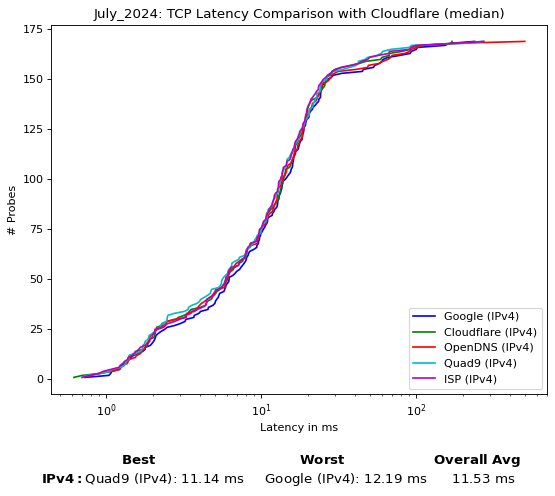 July_2024: TCP Latency Comparison with Cloudflare (median)
175
150
125
100
75
50
25
0
# Probes
Google (IPv4)
Cloudflare (IPv4)
OpenDNS (IPv4)
Quad9 (IPv4)
ISP (IPv4)
10^0 10^1 10^2
Latency in ms
Best Worst Overall Avg
IPv4: Quad9 (IPv4): 11.14 ms Google (IPv4): 12.19 ms 11.53 ms